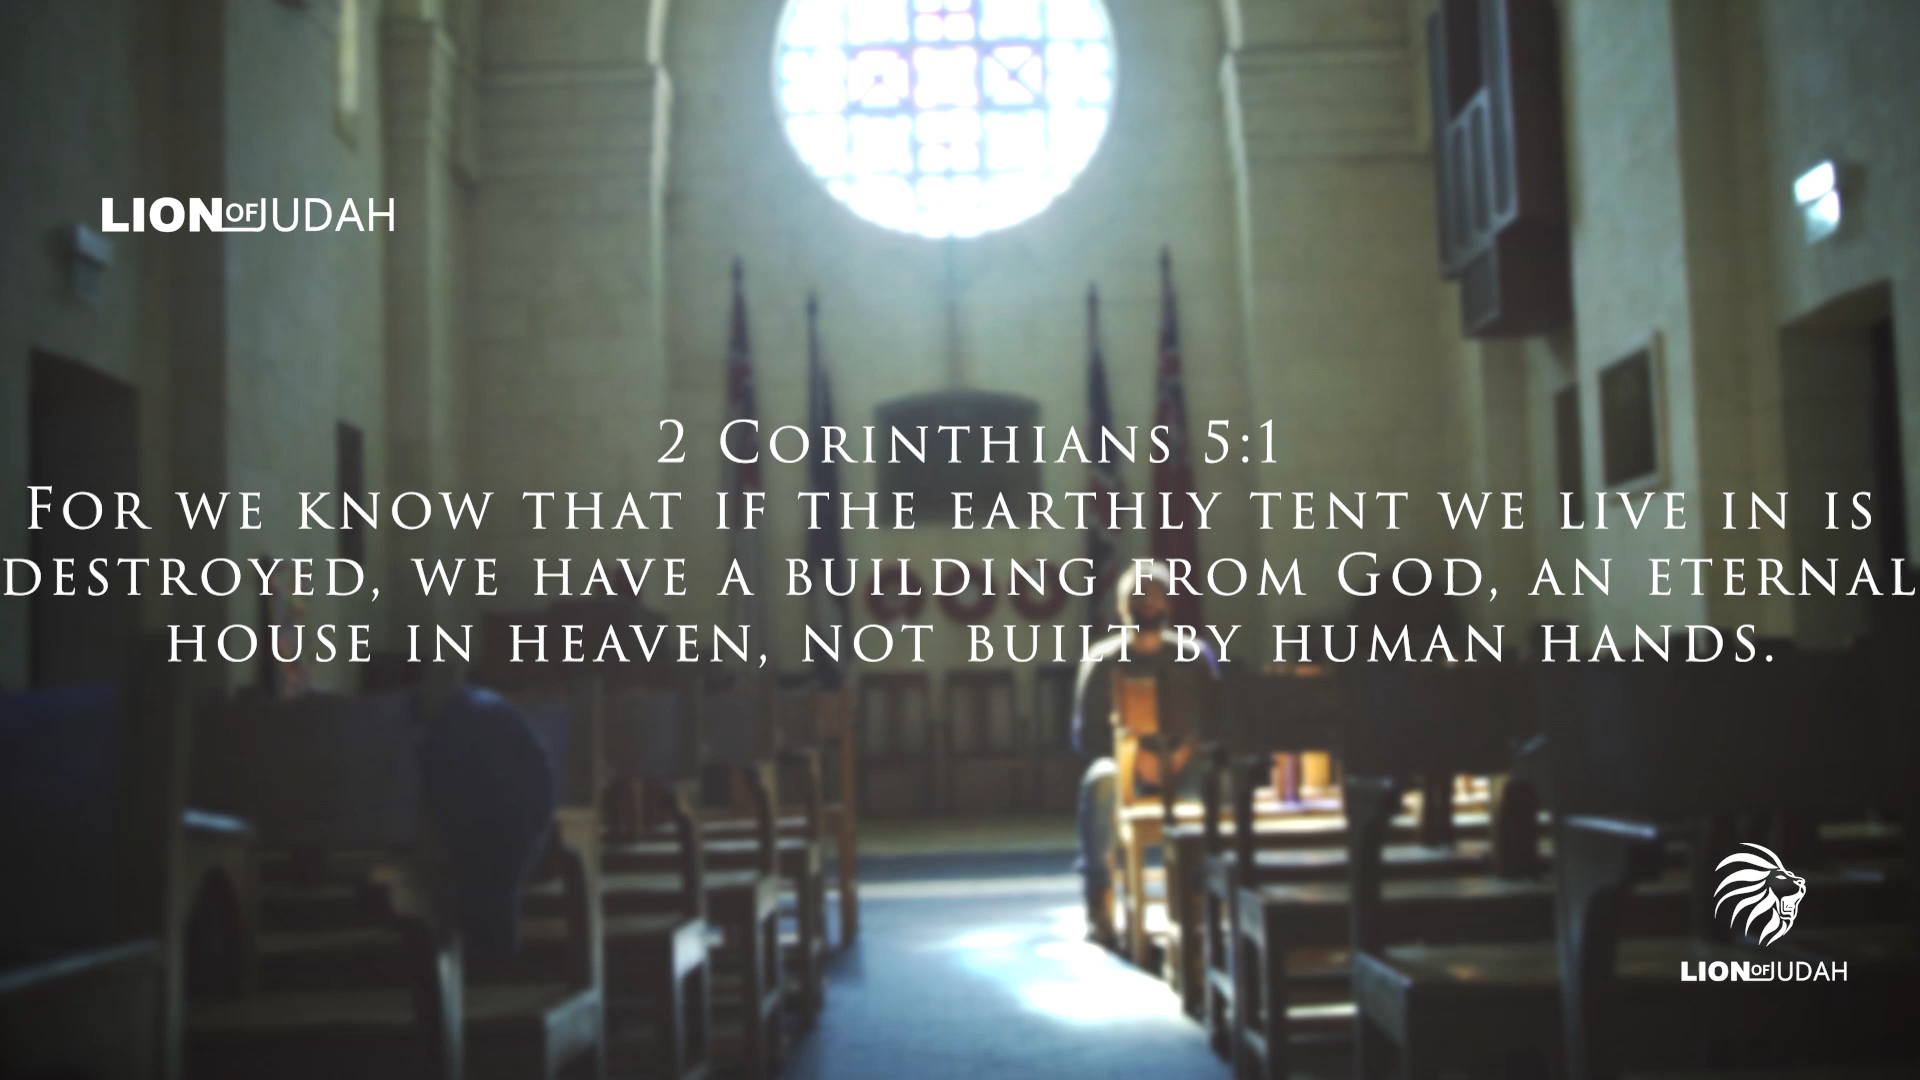 LION OF JUDAH
2 Corinthians 5:1
For we know that if the earthly tent we live in is
destroyed, we have a building from God, an eternal
house in heaven, not built by human hands.
LION OF JUDAH